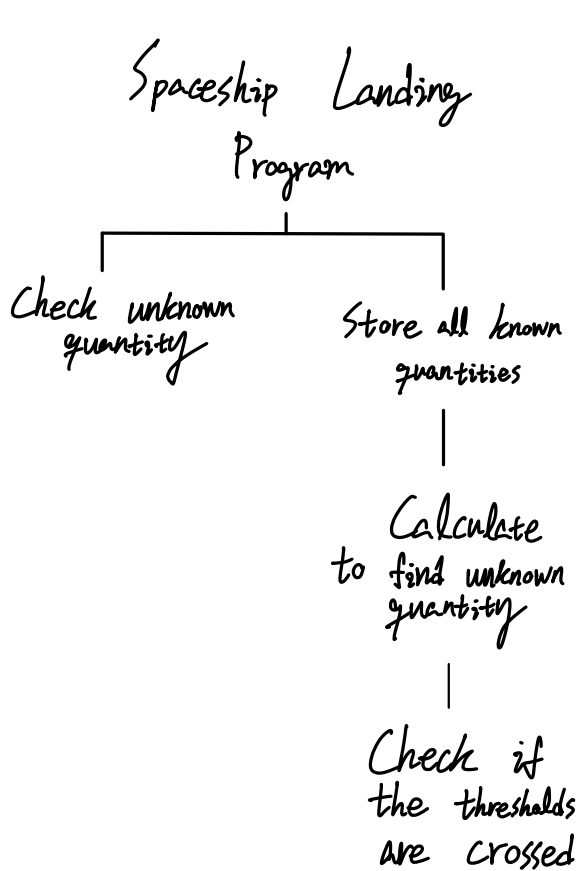 Spaceship Landing
Program
Check unknown
quantity
Store all known
quantities
Calculate
to find unknown
quantity
Check if
the thresholds
are crossed